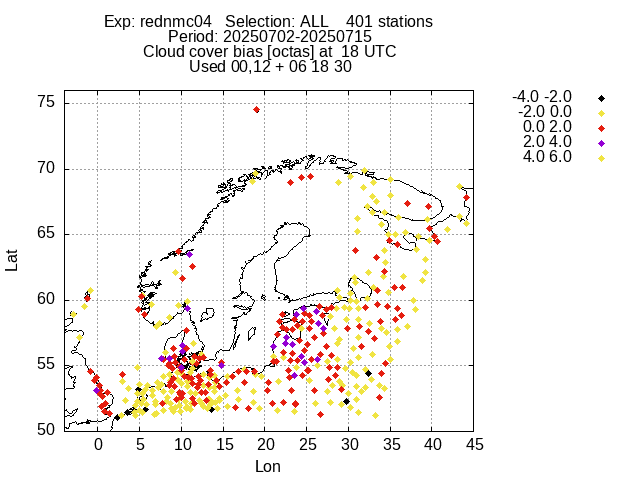 Exp: rednmc04 Selection: ALL 401 stations
Period: 20250702-20250715
Cloud cover bias [octas] at 18 UTC
Used 00,12 + 06 18 30
-4.0 -2.0
-2.0 0.0
0.0 2.0
2.0 4.0
4.0 6.0
75
70
65
60
55
50
Lat
0 5 10 15 20 25 30 35 40 45
Lon